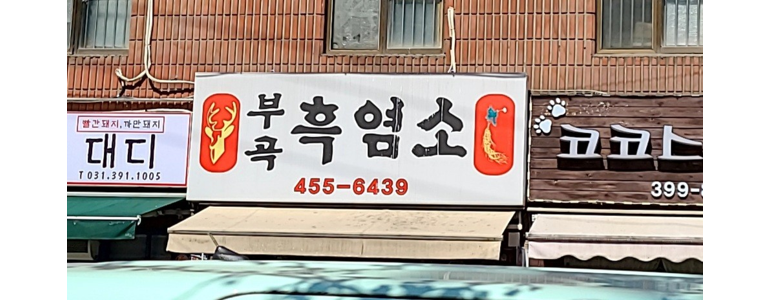 빨간돼지, 까만돼지
대디
T 031.391.1005
부곡 흑염소
455-6439
코코스